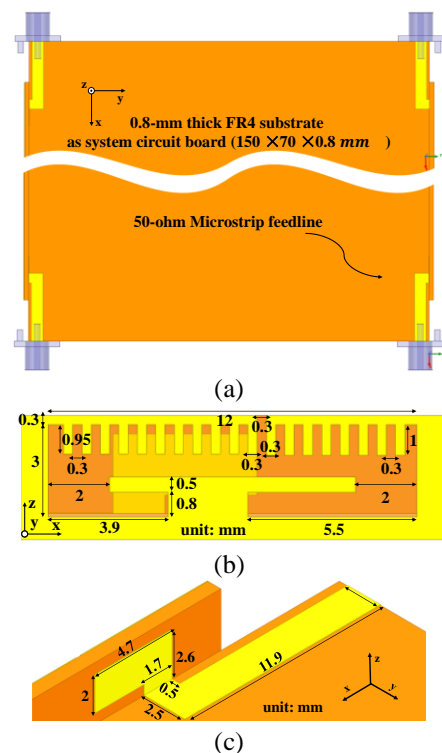 z
y
x
0.8-mm thick FR4 substrate
as system circuit board (150 ×70 ×0.8 mm )
50-ohm Microstrip feedline
(a)
0.3
12
0.3
0.95
1
3
0.3
0.3
0.3
0.3
2
0.5
2
0.8
z
y
x
3.9
unit: mm
5.5
(b)
4.7
2.6
1.7
11.9
2
0.5
2.5
z
x
y
unit: mm
(c)